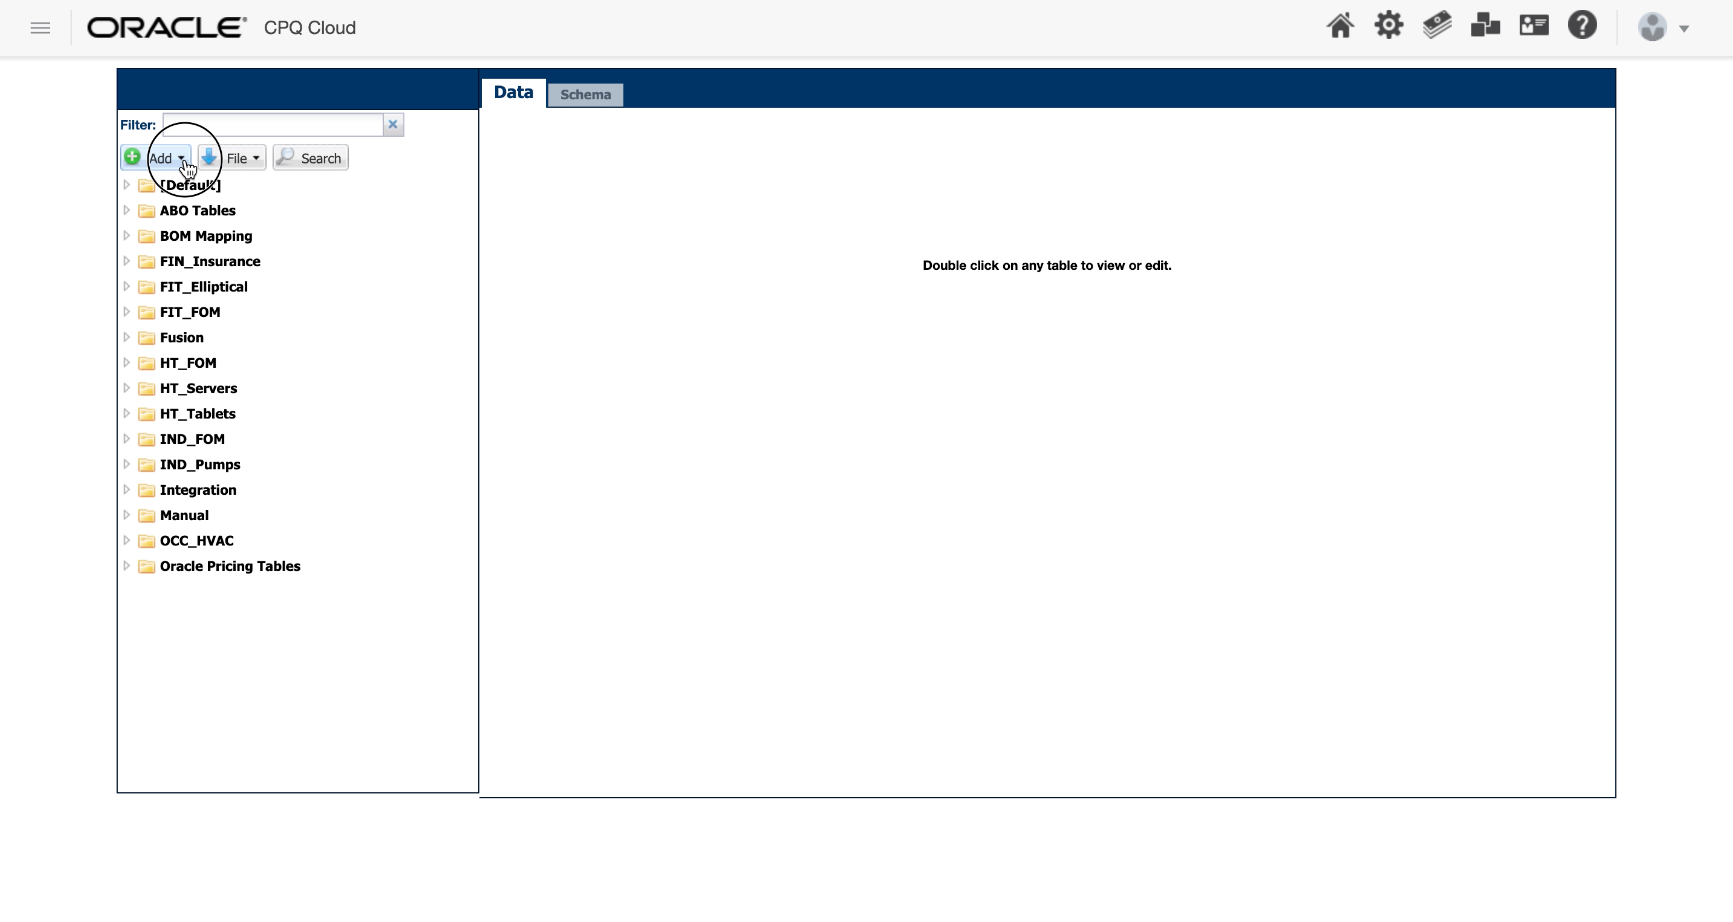 ORACLE CPQ Cloud
Data Schema
Filter:
Add File Search
[Default]
ABO Tables
BOM Mapping
FIN_Insurance
FIT_Elliptical
FIT_FOM
Fusion
HT_FOM
HT_Servers
HT_Tablets
IND_FOM
IND_Pumps
Integration
Manual
OCC_HVAC
Oracle Pricing Tables
Double click on any table to view or edit.